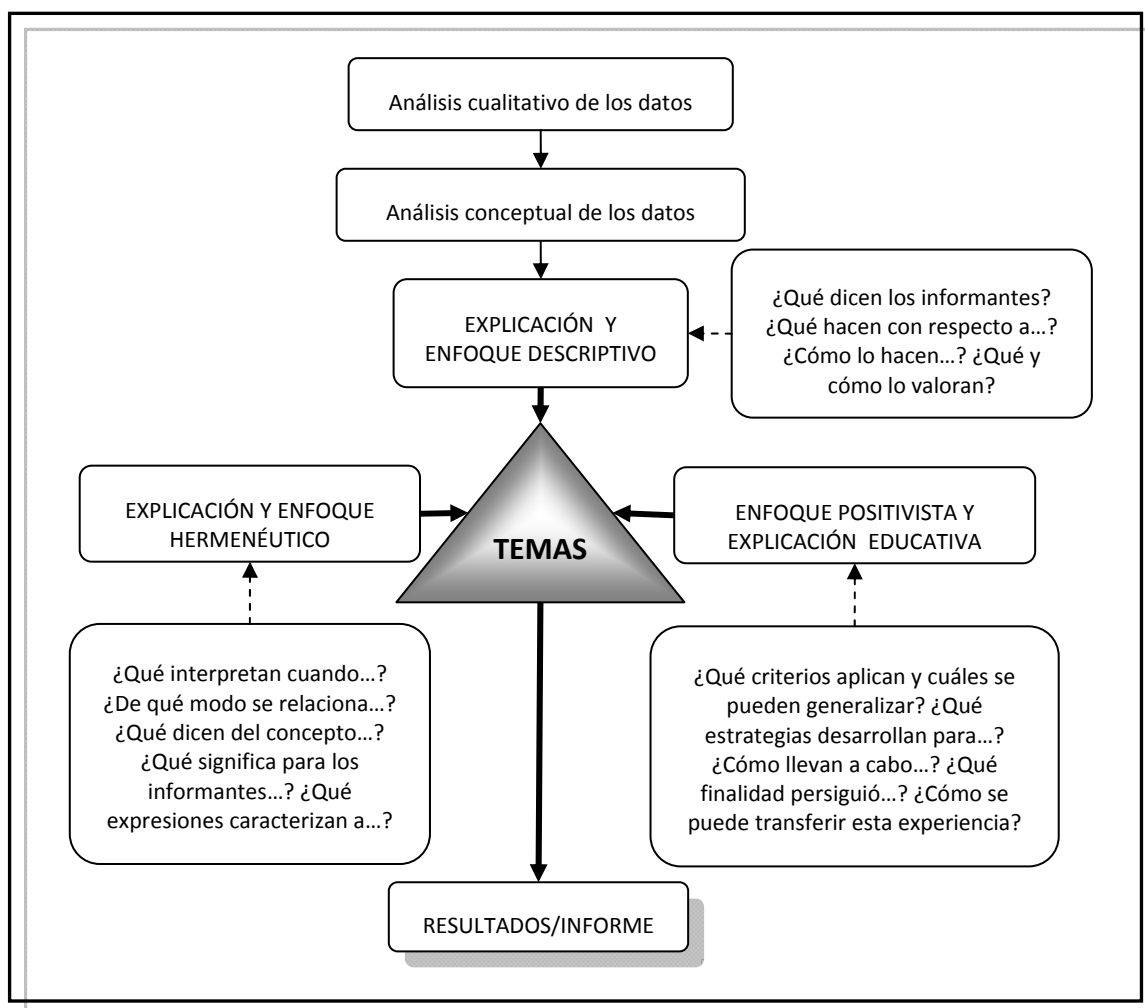 Análisis cualitativo de los datos
Análisis conceptual de los datos
EXPLICACIÓN Y
ENFOQUE DESCRIPTIVO
¿Qué dicen los informantes?
¿Qué hacen con respecto a…?
¿Cómo lo hacen…? ¿Qué y
cómo lo valoran?
EXPLICACIÓN Y ENFOQUE
HERMENÉUTICO
TEMAS
ENFOQUE POSITIVISTA Y
EXPLICACIÓN EDUCATIVA
¿Qué interpretan cuando…?
¿De qué modo se relaciona…?
¿Qué dicen del concepto…?
¿Qué significa para los
informantes…? ¿Qué
expresiones caracterizan a…?
¿Qué criterios aplican y cuáles se
pueden generalizar? ¿Qué
estrategias desarrollan para…?
¿Cómo llevan a cabo…? ¿Qué
finalidad persiguió…? ¿Cómo se
puede transferir esta experiencia?
RESULTADOS/INFORME